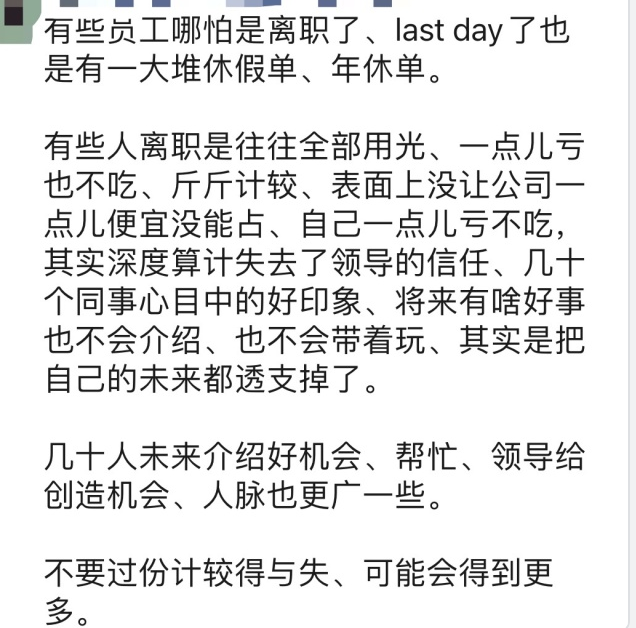 有些员工哪怕是离职了、last day了也
是有一大堆休假单、年休单。
有些人离职是往往全部用光、一点儿亏
也不吃、斤斤计较、表面上没让公司一
点儿便宜没能占、自己一点儿亏不吃,
其实深度算计失去了领导的信任、几十
个同事心目中的好印象、将来有啥好事
也不会介绍、也不会带着玩、其实是把
自己的未来都透支掉了。
几十人未来介绍好机会、帮忙、领导给
创造机会、人脉也更广一些。
不要过份计较得与失、可能会得到更
多。